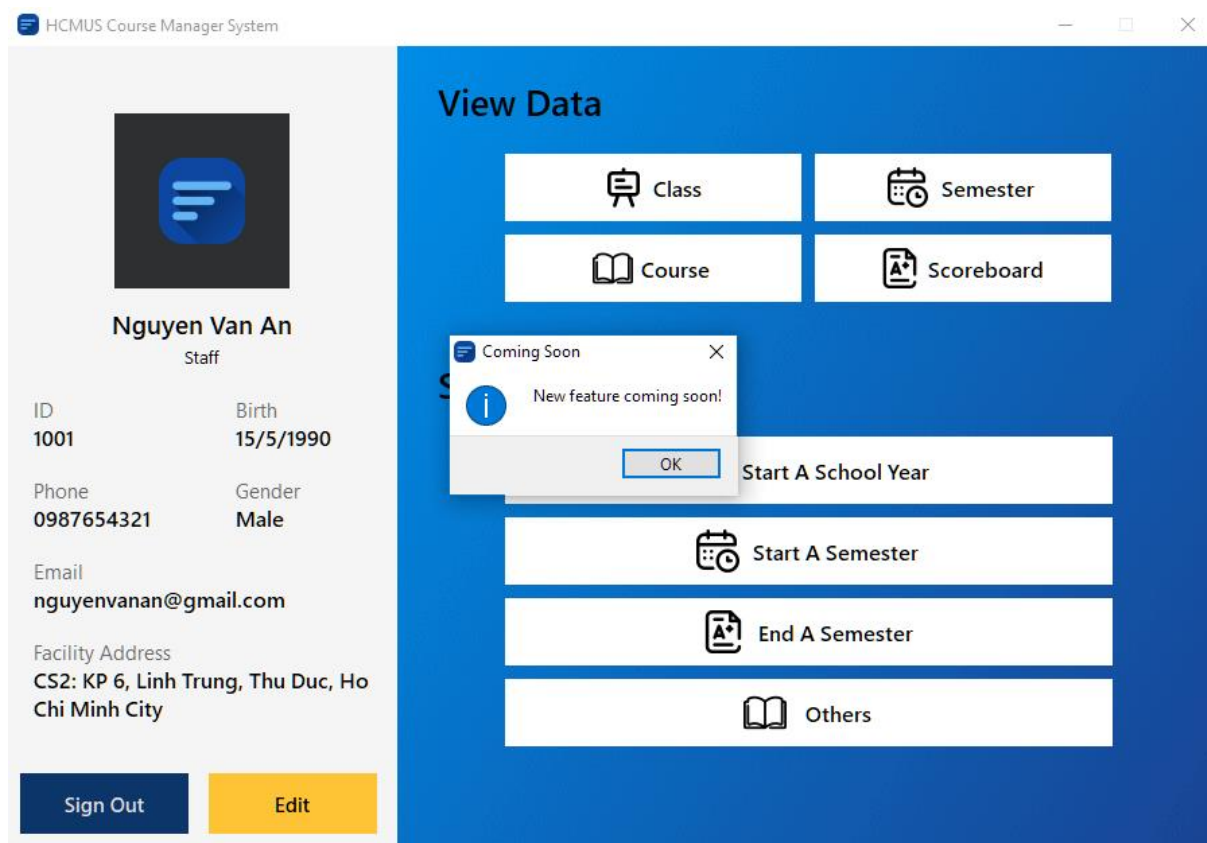 HCMUS Course Manager System
Nguyen Van An
Staff
ID
Birth
1001
15/5/1990
Phone
Gender
0987654321
Male
Email
nguyenvanan@gmail.com
Facility Address
CS2: KP 6, Linh Trung, Thu Duc, Ho
Chi Minh City
Sign Out
Edit
View Data
Class
Semester
Course
A+
Scoreboard
Coming Soon
New feature coming soon!
OK
Start A School Year
Start A Semester
A+
End A Semester
Others